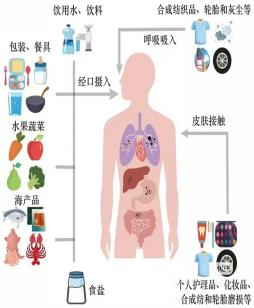 饮用水、饮料
合成纺织品、轮胎和灰尘等
呼吸吸入
包装、餐具
经口摄入
水果蔬菜
皮肤接触
海产品
食盐
个人护理品、化妆品、
合成纺和轮胎磨损等